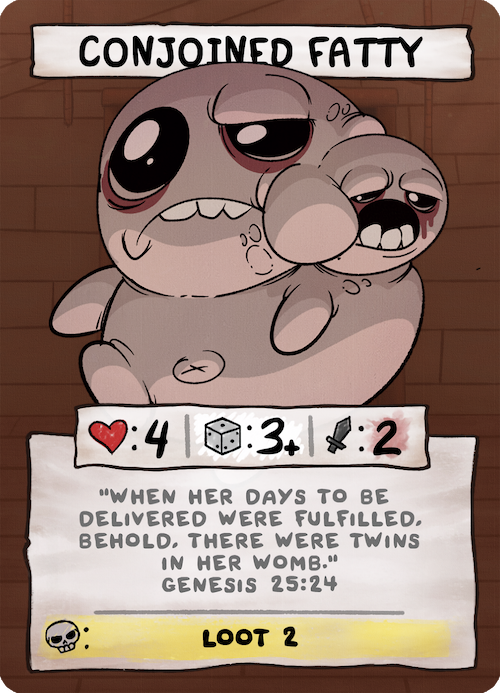 CONJOINED FATTY
:4 :3+ :2
"WHEN HER DAYS TO BE
DELIVERED WERE FULFILLED,
BEHOLD, THERE WERE TWINS
IN HER WOMB."
GENESIS 25:24
: LOOT 2